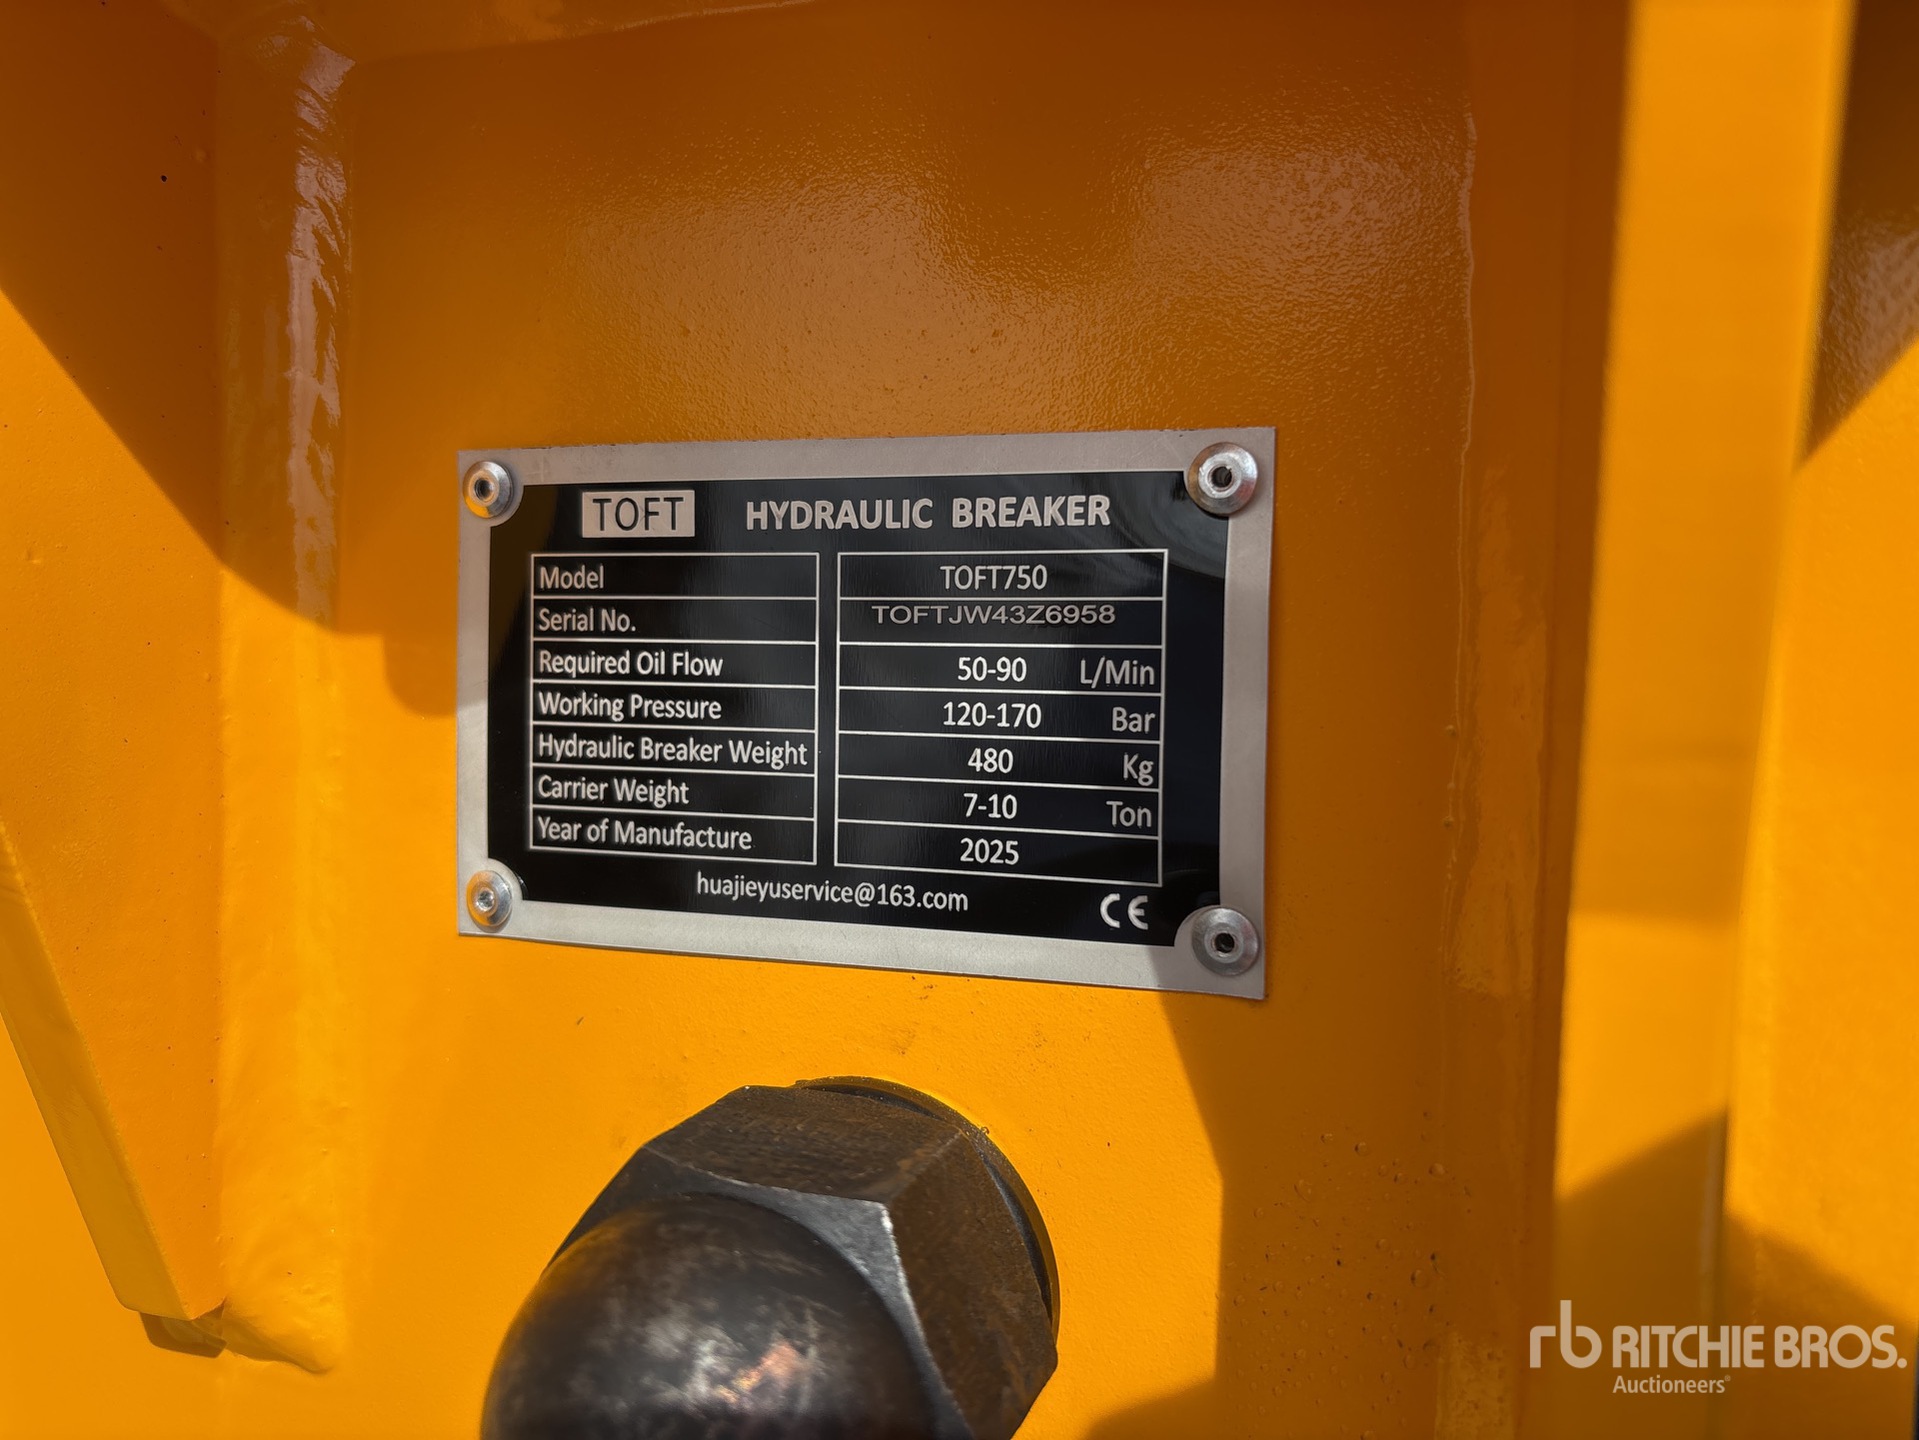 TOFT HYDRAULIC BREAKER
Model TOFT750
Serial No. TOFTJW43Z6958
Required Oil Flow 50-90 L/Min
Working Pressure 120-170 Bar
Hydraulic Breaker Weight 480 Kg
Carrier Weight 7-10 Ton
Year of Manufacture 2025
huajieyuservice@163.com CE
rb RITCHIE BROS.
Auctioneers®